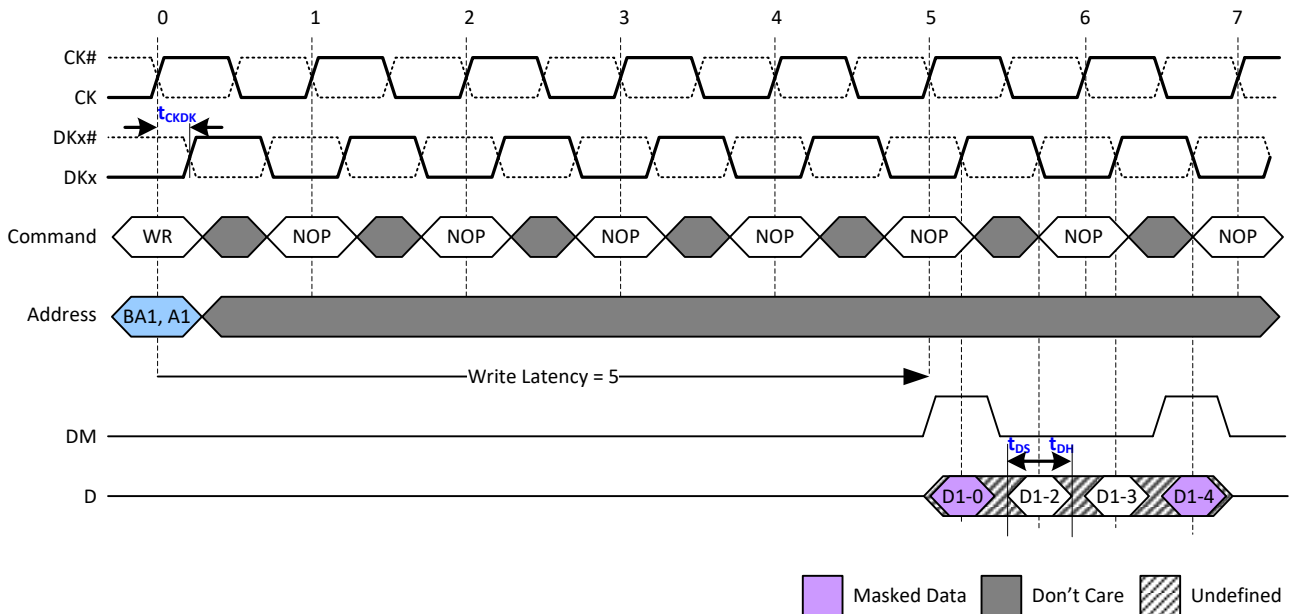 0 1 2 3 4 5 6 7
CK#
CK
tCKDK
DKx#
DKx
Command WR NOP NOP NOP NOP NOP NOP NOP
Address BA1, A1
Write Latency = 5
DM
tDS tDH
D D1-0 D1-2 D1-3 D1-4
Masked Data Don't Care Undefined